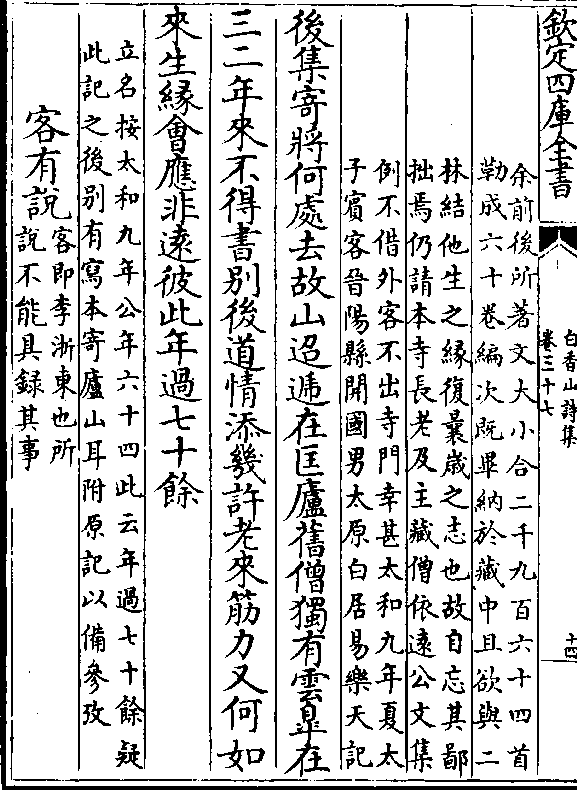 欽定四庫全書
白香山詩集
卷三十七
十四
余前後所著文大小合二千九百六十四首
勒成六十卷編次既畢納於藏中且欲與二
林結他生之緣復曩嵗之志也故自忘其鄙
拙焉仍請本寺長老及主藏僧依遠公文集
例不借外客不出寺門幸甚太和九年夏太
子賓客晉陽縣開國男太原白居易樂天記
後集寄將何處去故山迢遞在匡廬舊僧獨有雲臯在
三二年來不得書別後道情添幾許老來筋力又何如
來生緣會應非遠彼此年過七十餘
立名按太和九年公年六十四此云年過七十餘疑
此記之後别有寫本寄廬山耳附原記以備參攷
客有説客即李浙東也所
説不能具録其事